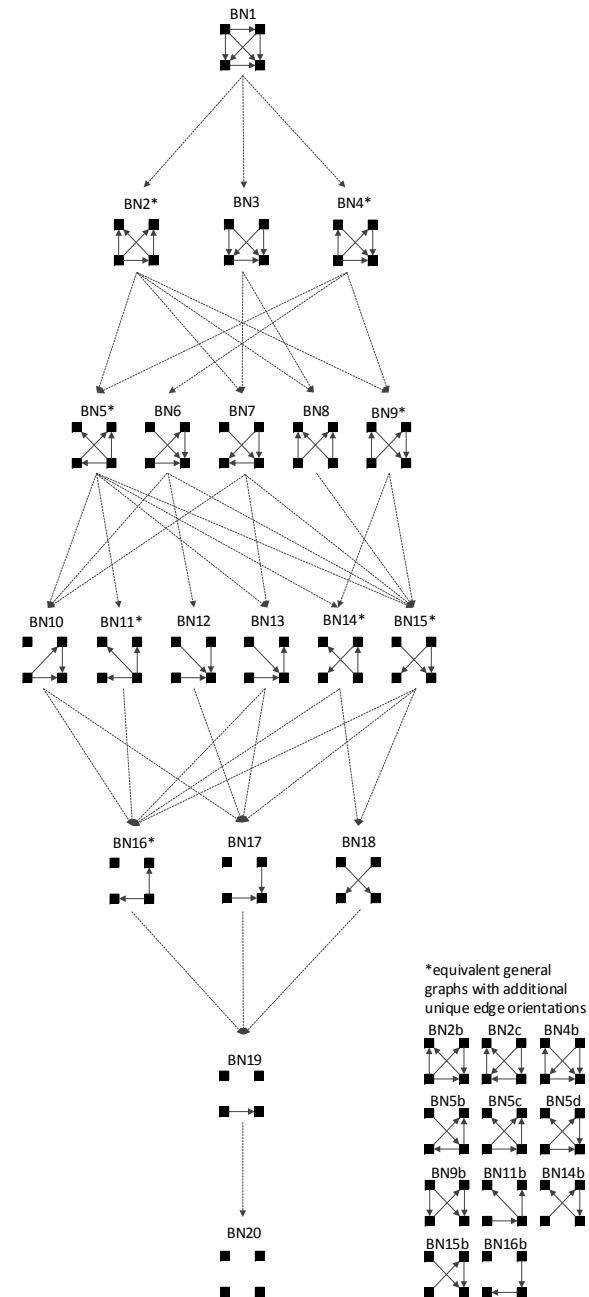 BN1
BN2*
BN3
BN4*
BN5*
BN6
BN7
BN8
BN9*
BN10
BN11*
BN12
BN13
BN14*
BN15*
BN16*
BN17
BN18
BN19
BN20
*equivalent general
graphs with additional
unique edge orientations
BN2b
BN2c
BN4b
BN5b
BN5c
BN5d
BN9b
BN11b
BN14b
BN15b
BN16b